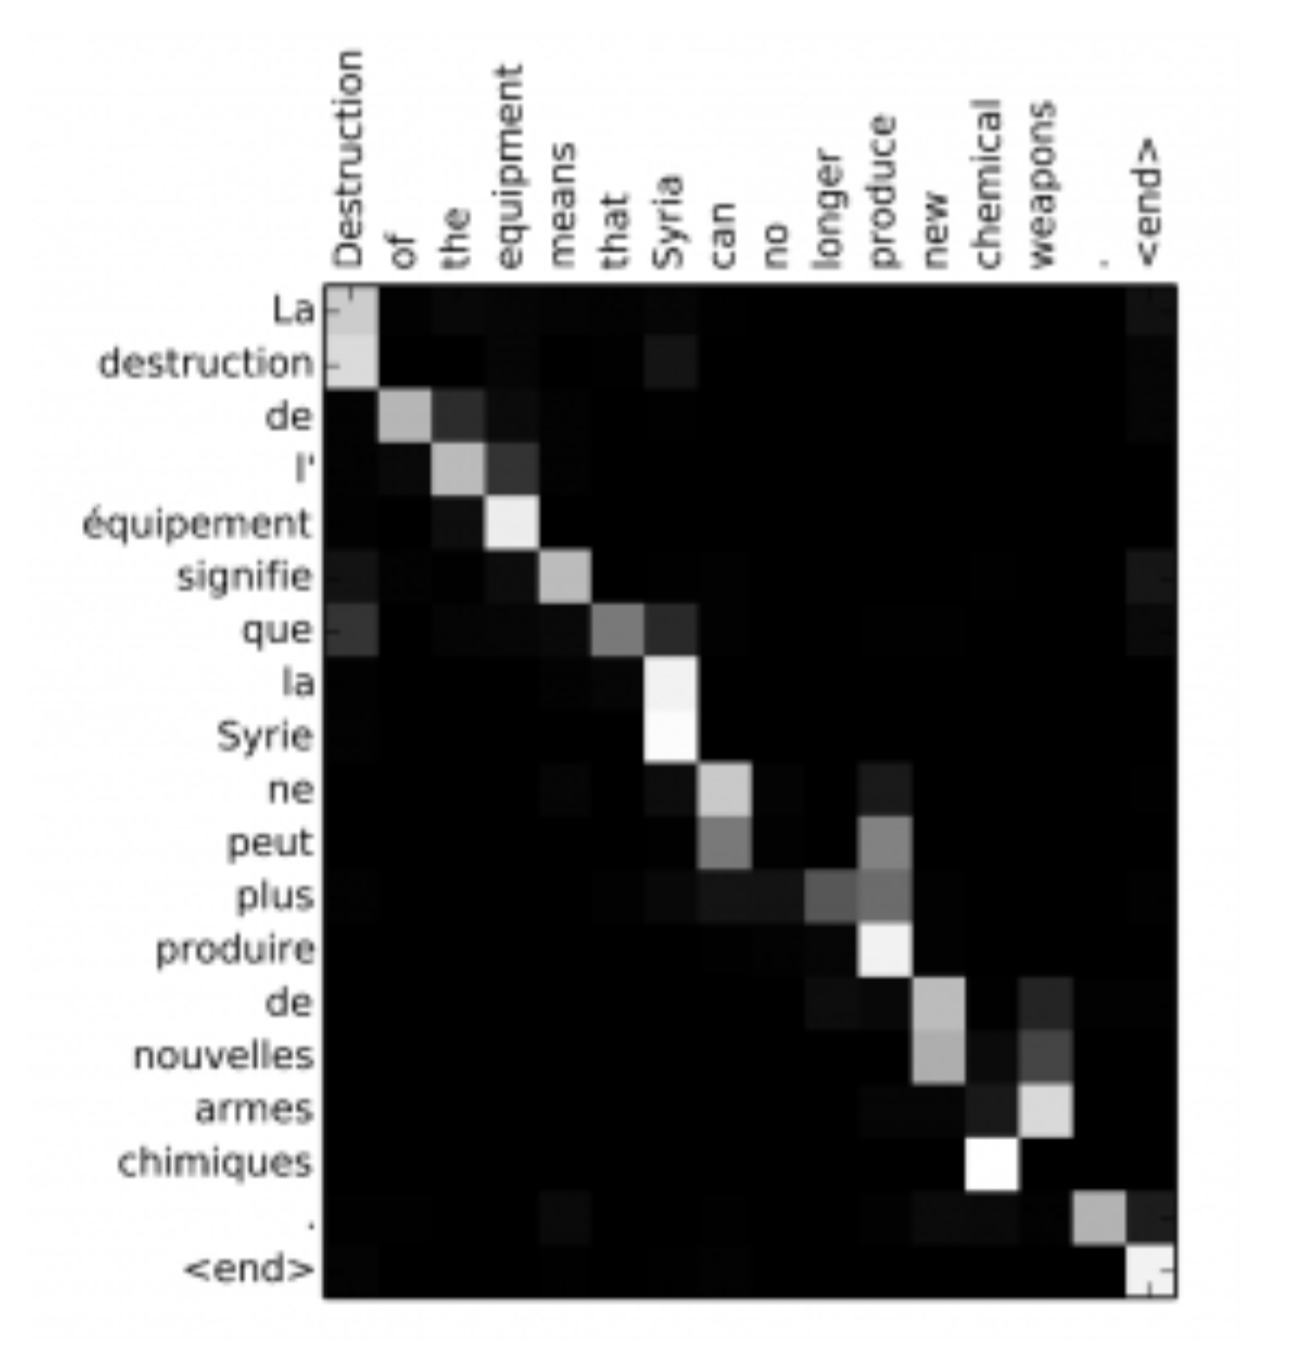 Destruction of the equipment means that Syria can no longer produce new chemical weapons . <end>
La
destruction
de
l'
équipement
signifie
que
la
Syrie
ne
peut
plus
produire
de
nouvelles
armes
chimiques
.
<end>